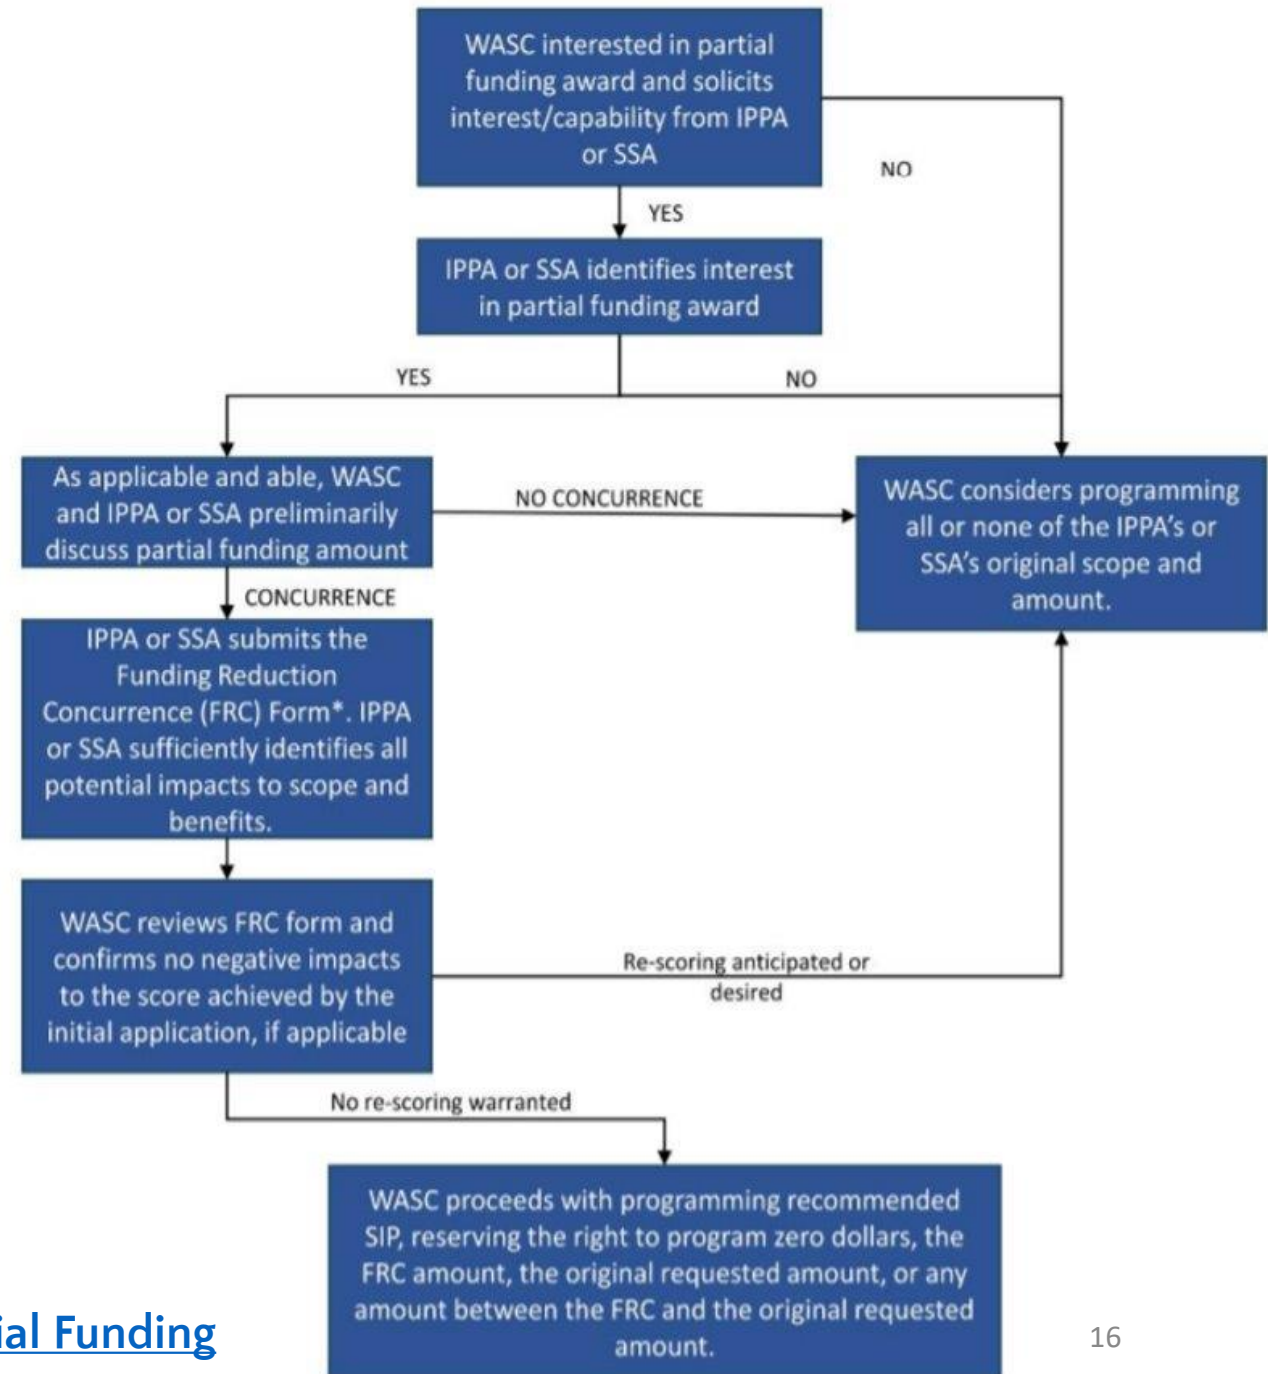 WASC interested in partial
funding award and solicits
interest/capability from IPPA
or SSA
NO
YES
IPPA or SSA identifies interest
in partial funding award
YES
NO
As applicable and able, WASC
and IPPA or SSA preliminarily
discuss partial funding amount
NO CONCURRENCE
WASC considers programming
all or none of the IPPA’s or
SSA’s original scope and
amount.
CONCURRENCE
IPPA or SSA submits the
Funding Reduction
Concurrence (FRC) Form*. IPPA
or SSA sufficiently identifies all
potential impacts to scope and
benefits.
WASC reviews FRC form and
confirms no negative impacts
to the score achieved by the
initial application, if applicable
Re-scoring anticipated or
desired
No re-scoring warranted
WASC proceeds with programming recommended
SIP, reserving the right to program zero dollars, the
FRC amount, the original requested amount, or any
amount between the FRC and the original requested
amount.
ial Funding
16